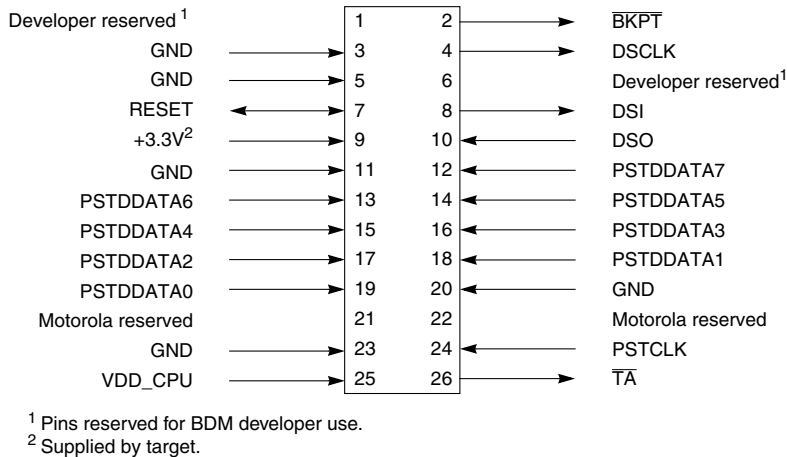 Developer reserved 1 1 2 BKPT
GND 3 4 DSCLK
GND 5 6 Developer reserved1
RESET 7 8 DSI
+3.3V2 9 10 DSO
GND 11 12 PSTDDATA7
PSTDDATA6 13 14 PSTDDATA5
PSTDDATA4 15 16 PSTDDATA3
PSTDDATA2 17 18 PSTDDATA1
PSTDDATA0 19 20 GND
Motorola reserved 21 22 Motorola reserved
GND 23 24 PSTCLK
VDD_CPU 25 26 TA
1 Pins reserved for BDM developer use.
2 Supplied by target.